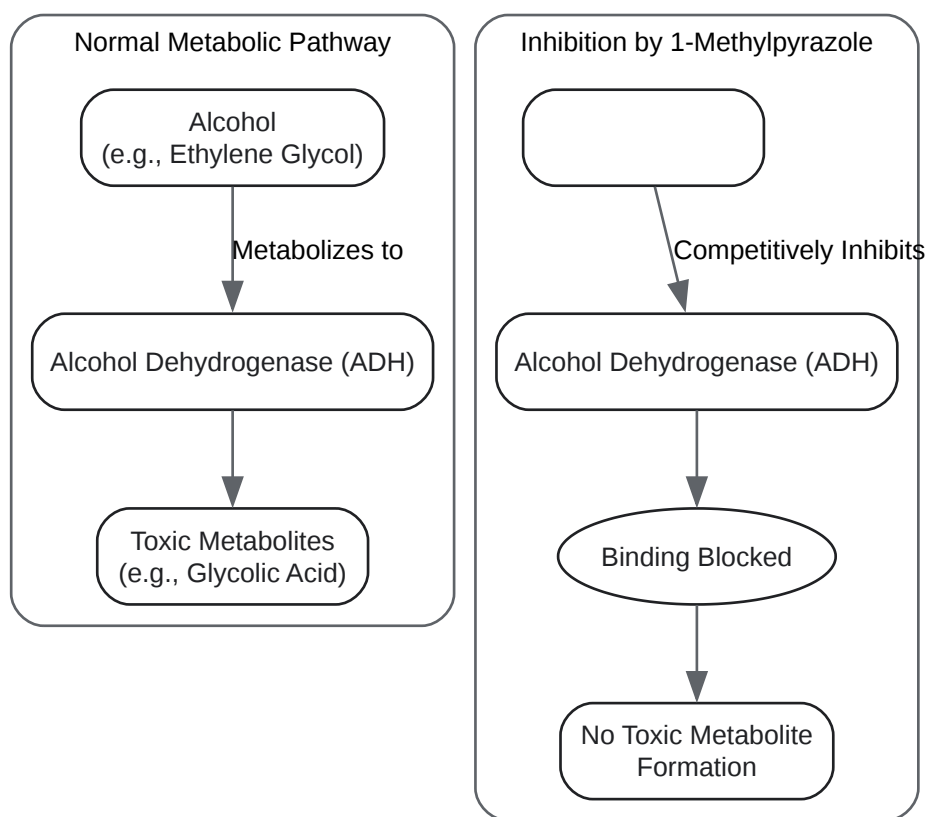 Normal Metabolic Pathway
Alcohol
(e.g., Ethylene Glycol)
Metabolizes to
Alcohol Dehydrogenase (ADH)
Toxic Metabolites
(e.g., Glycolic Acid)
Inhibition by 1-Methylpyrazole
Competitively Inhibits
Alcohol Dehydrogenase (ADH)
Binding Blocked
No Toxic Metabolite
Formation